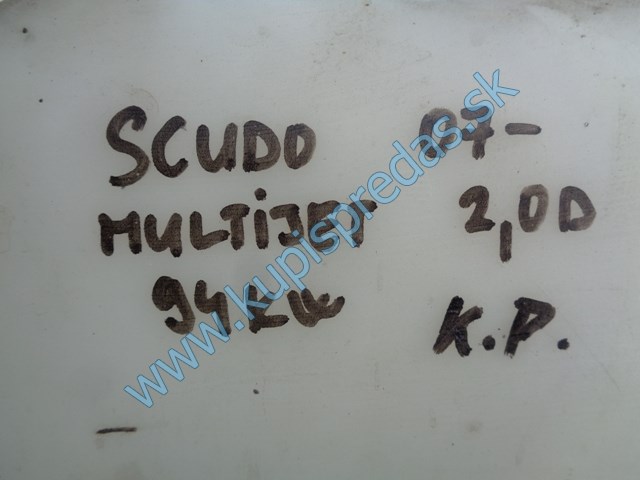 SCUDO 07-
MULTIJET 2,0D
94KW K.P.
www.kupispredas.sk